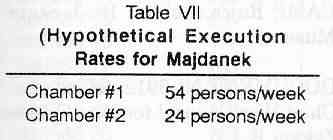 Table VII
(Hypothetical Execution
Rates for Majdanek
Chamber #1 54 persons/week
Chamber #2 24 persons/week